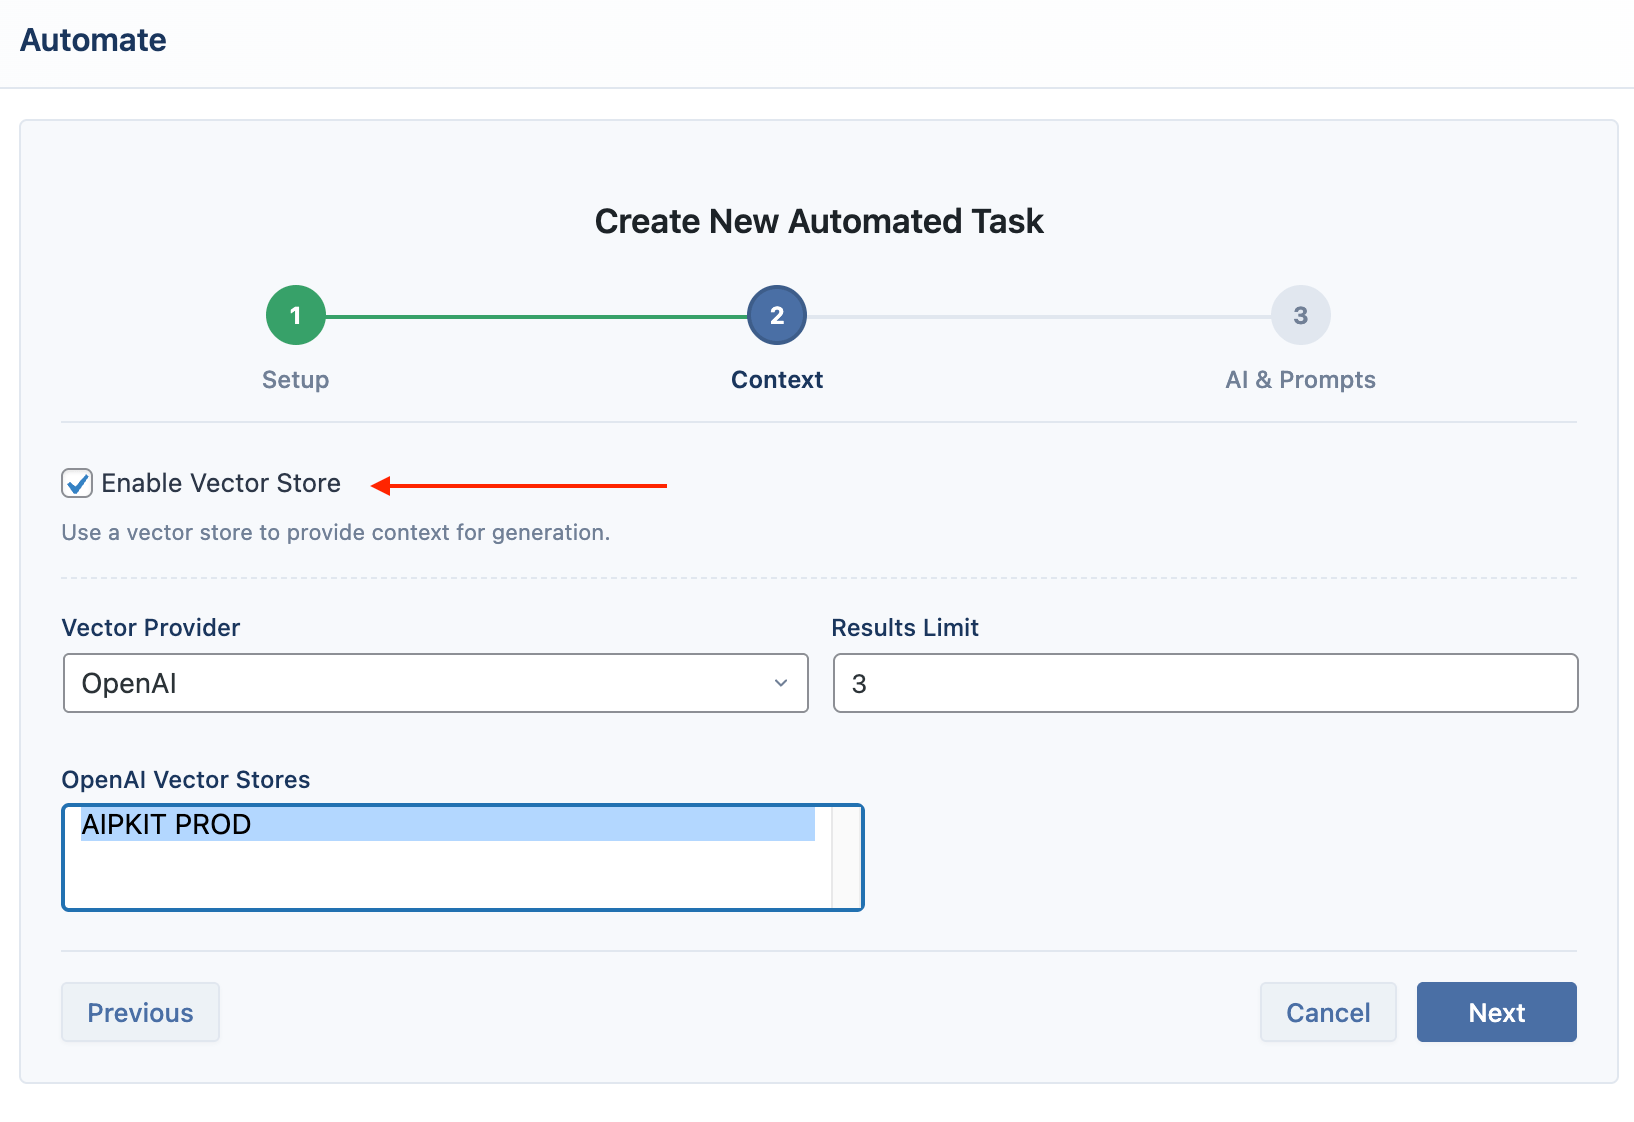 Automate
Create New Automated Task
1
2
3
Setup
Context
AI & Prompts
Enable Vector Store
Use a vector store to provide context for generation.
Vector Provider
Results Limit
OpenAI
3
OpenAI Vector Stores
AIPKIT PROD
Previous
Cancel
Next